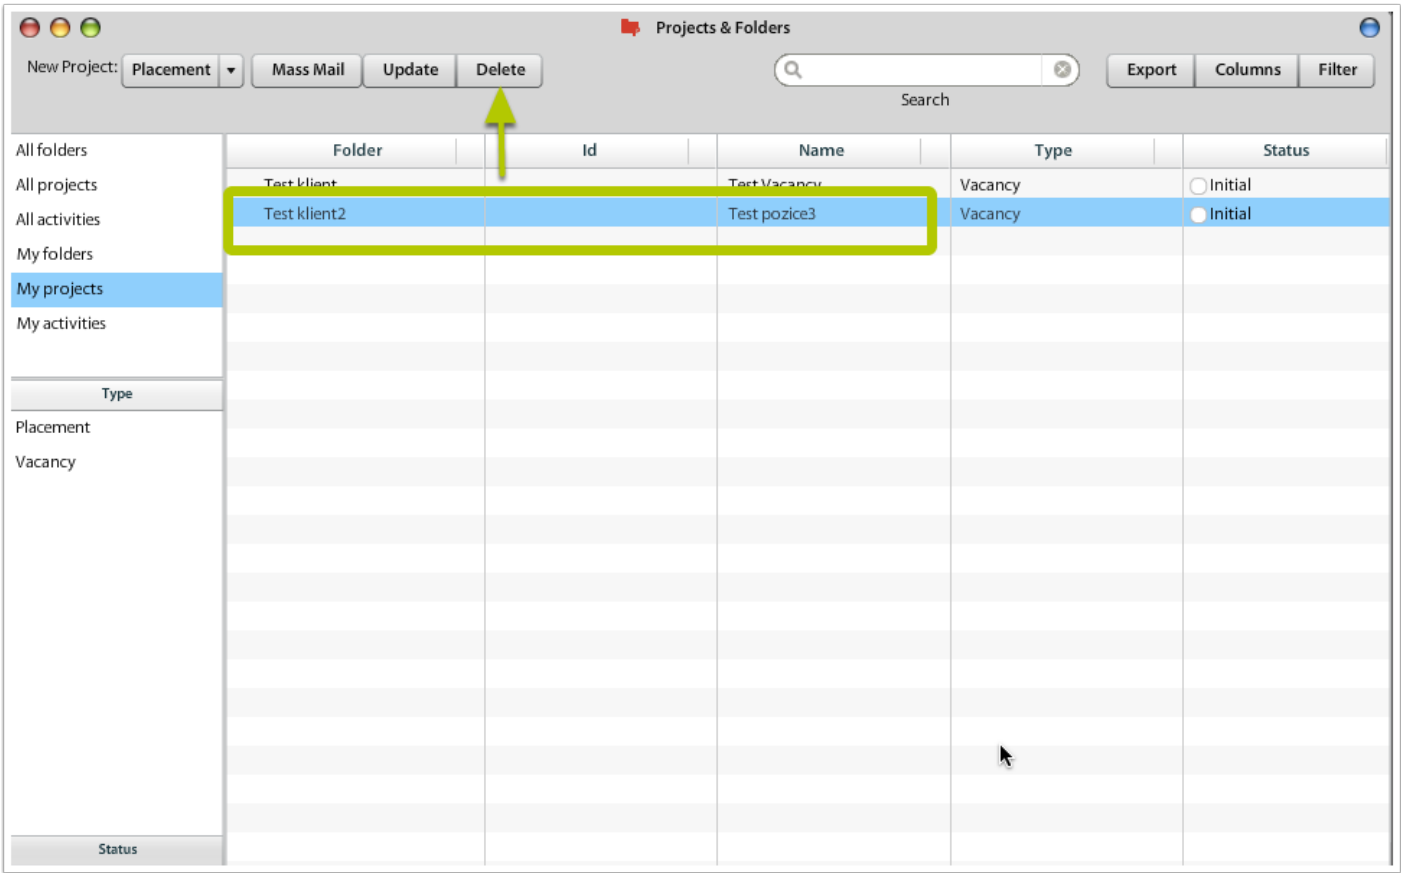 Projects & Folders
New Project: Placement Mass Mail Update Delete Export Columns Filter
Search
All folders
All projects
All activities
My folders
My projects
My activities
Type
Placement
Vacancy
Status
Folder Id Name Type Status
Test klient Test Vacancy Vacancy Initial
Test klient2 Test pozice3 Vacancy Initial